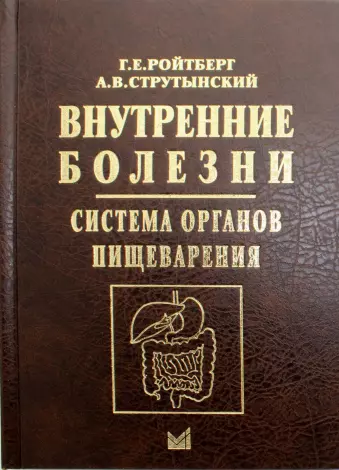 Г.Е.РОЙТБЕРГ
А.В.СТРУТЫНСКИЙ
ВНУТРЕННИЕ
БОЛЕЗНИ
СИСТЕМА ОРГАНОВ
ПИЩЕВАРЕНИЯ